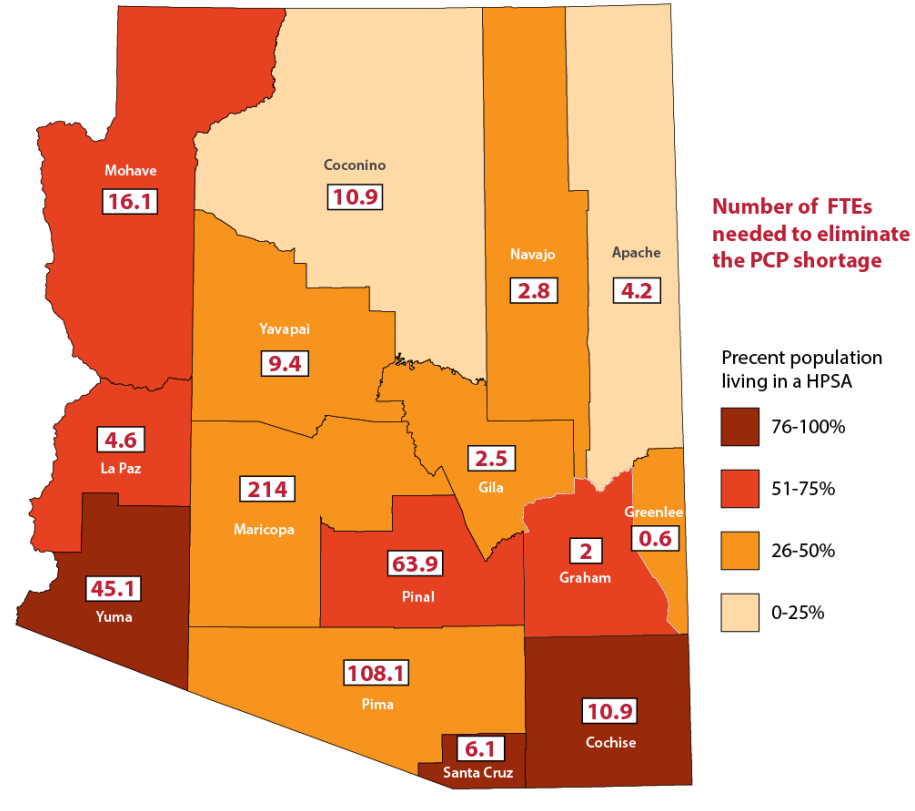 Mohave
16.1
Coconino
10.9
Navajo
2.8
Apache
4.2
Number of FTEs
needed to eliminate
the PCP shortage
Yavapai
9.4
Precent population
living in a HPSA
76-100%
51-75%
26-50%
0-25%
4.6
La Paz
214
Maricopa
2.5
Gila
Greenlee
0.6
45.1
Yuma
63.9
Pinal
2
Graham
108.1
Pima
6.1
Santa Cruz
10.9
Cochise